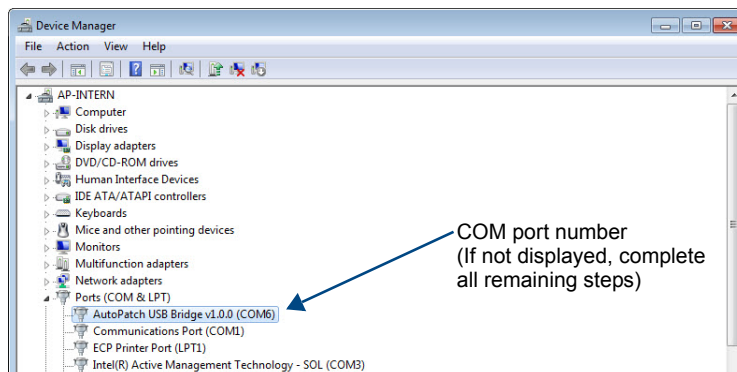 Device Manager
File Action View Help
AP-INTERN
Computer
Disk drives
Display adapters
DVD/CD-ROM drives
Human Interface Devices
IDE ATA/ATAPI controllers
Keyboards
Mice and other pointing devices
Monitors
Multifunction adapters
Network adapters
Ports (COM & LPT)
AutoPatch USB Bridge v1.0.0 (COM6)
Communications Port (COM1)
ECP Printer Port (LPT1)
Intel(R) Active Management Technology - SOL (COM3)
COM port number
(If not displayed, complete
all remaining steps)